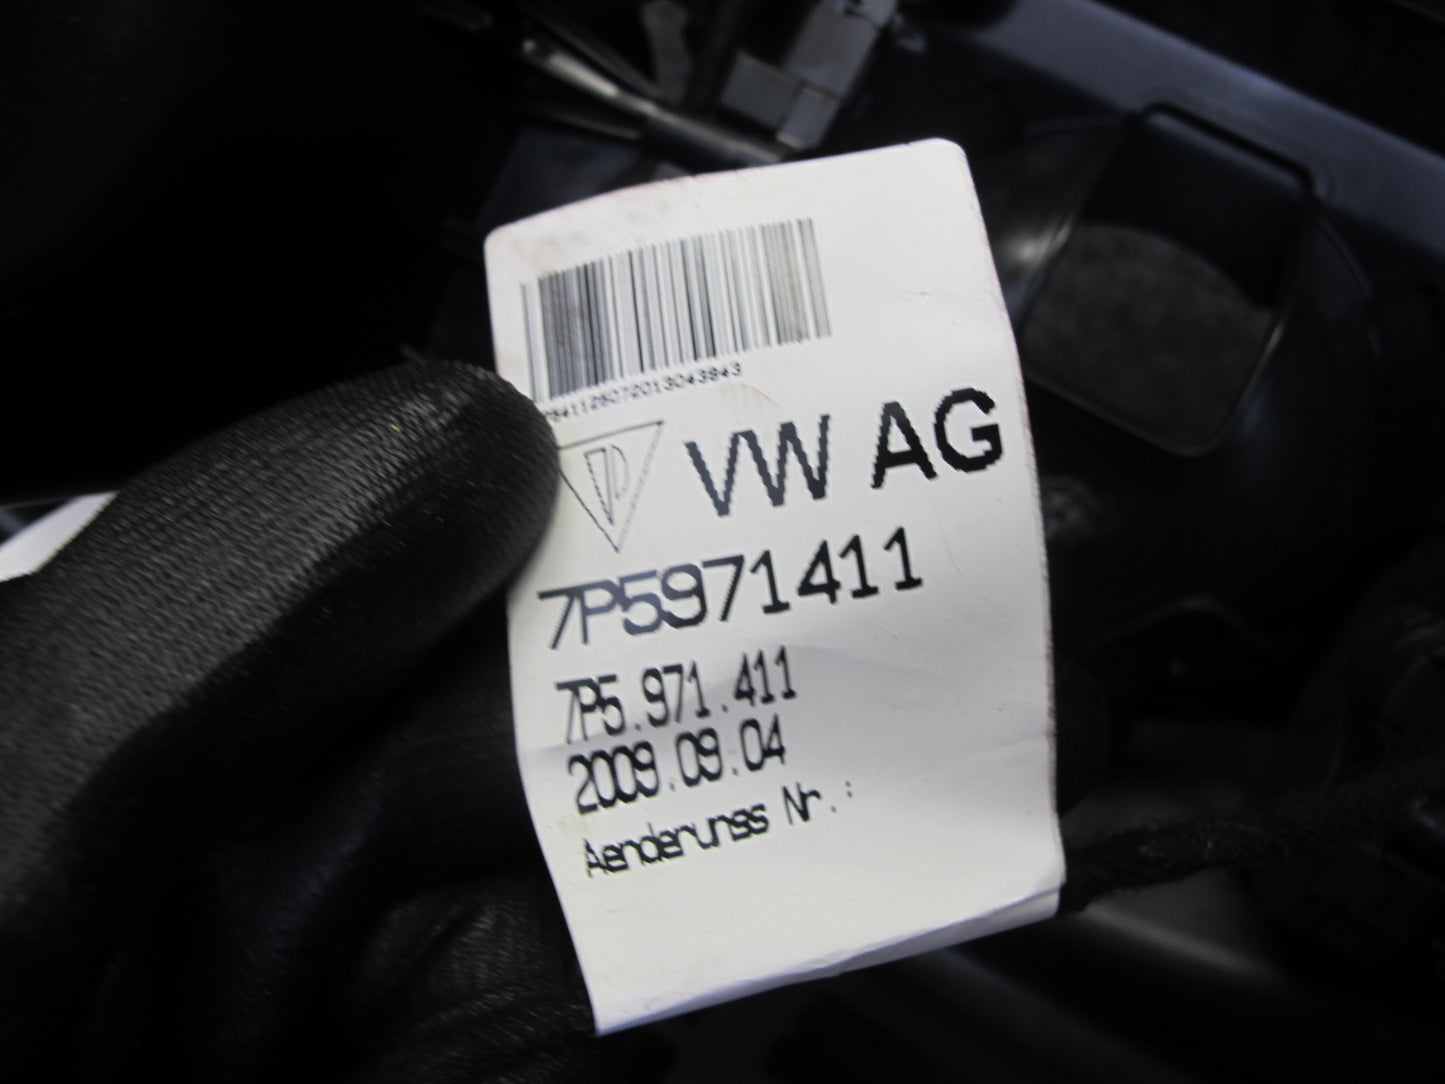 VW AG
7P5971411
7P5.971.411
2009.09.04
Aenderungs Nr.: